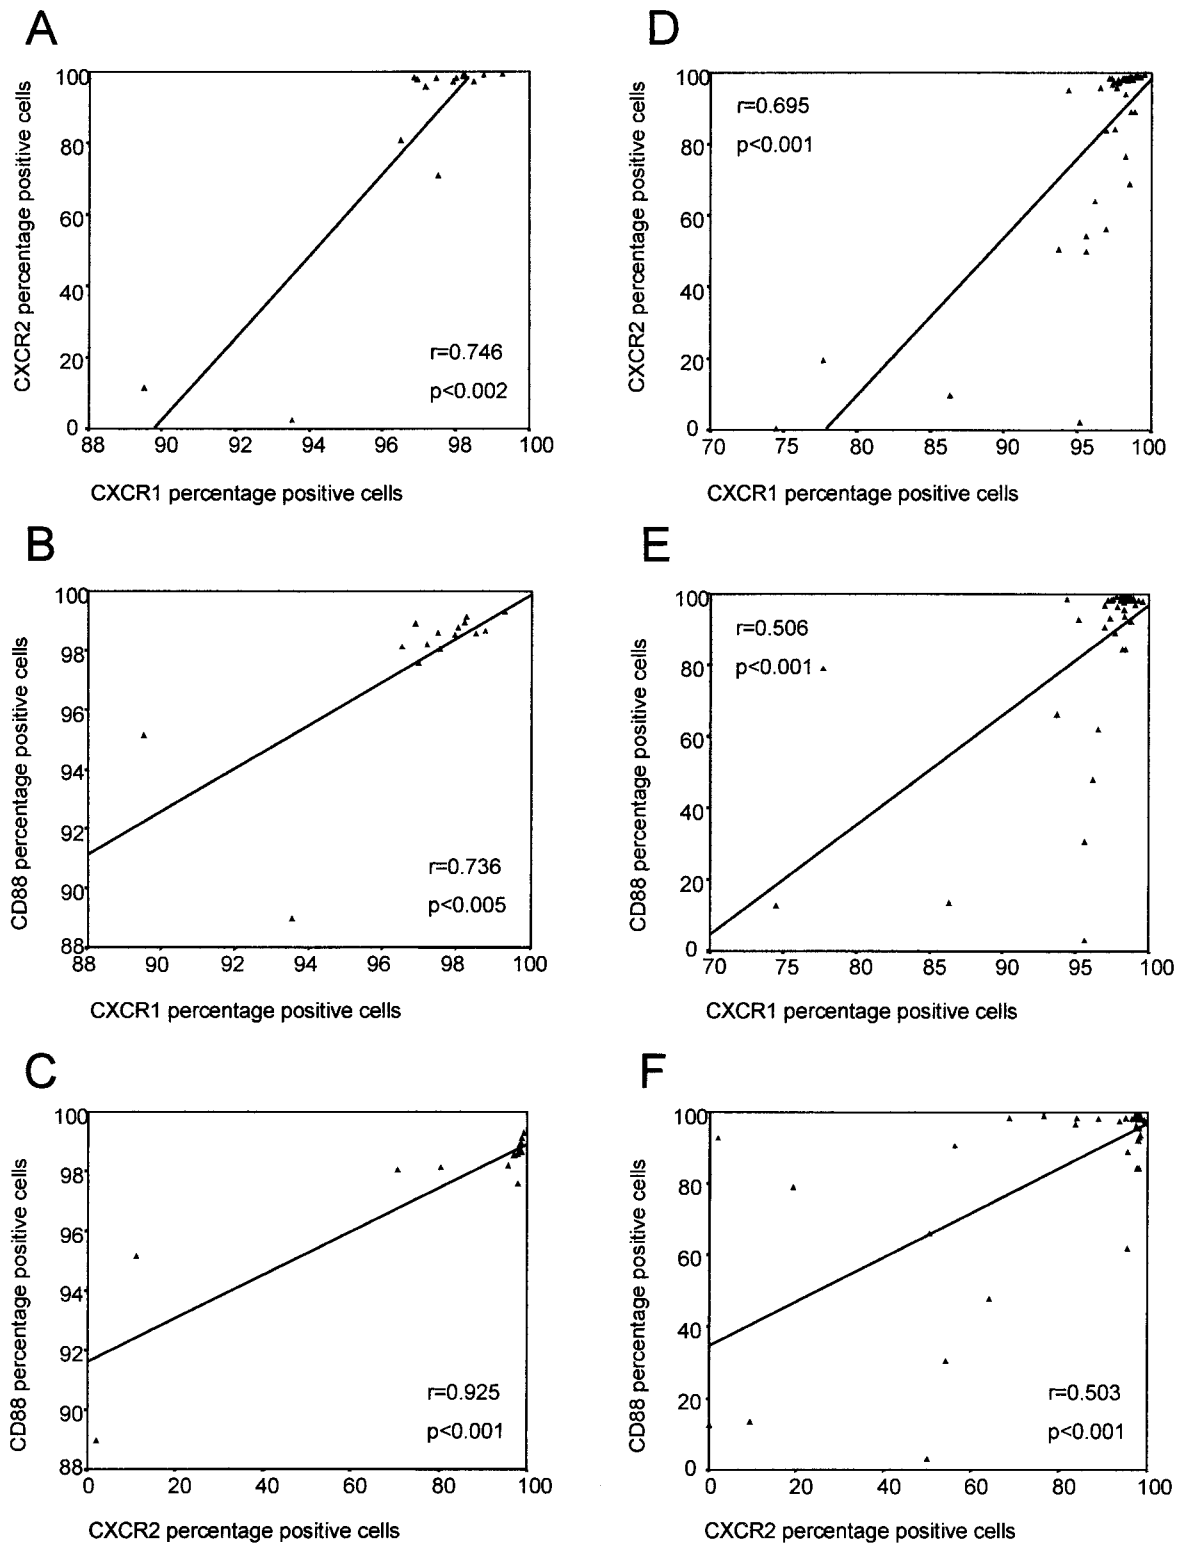 A
CXCR2 percentage positive cells
100
80
60
40
20
0
r=0.746
p<0.002
88 90 92 94 96 98 100
CXCR1 percentage positive cells
D
CXCR2 percentage positive cells
100
80
60
40
20
0
r=0.695
p<0.001
70 75 80 85 90 95 100
CXCR1 percentage positive cells
B
CD88 percentage positive cells
100
98
96
94
92
90
88
r=0.736
p<0.005
88 90 92 94 96 98 100
CXCR1 percentage positive cells
E
CD88 percentage positive cells
100
80
60
40
20
0
r=0.506
p<0.001
70 75 80 85 90 95 100
CXCR1 percentage positive cells
C
CD88 percentage positive cells
100
98
96
94
92
90
88
r=0.925
p<0.001
0 20 40 60 80 100
CXCR2 percentage positive cells
F
CD88 percentage positive cells
100
80
60
40
20
0
r=0.503
p<0.001
0 20 40 60 80 100
CXCR2 percentage positive cells